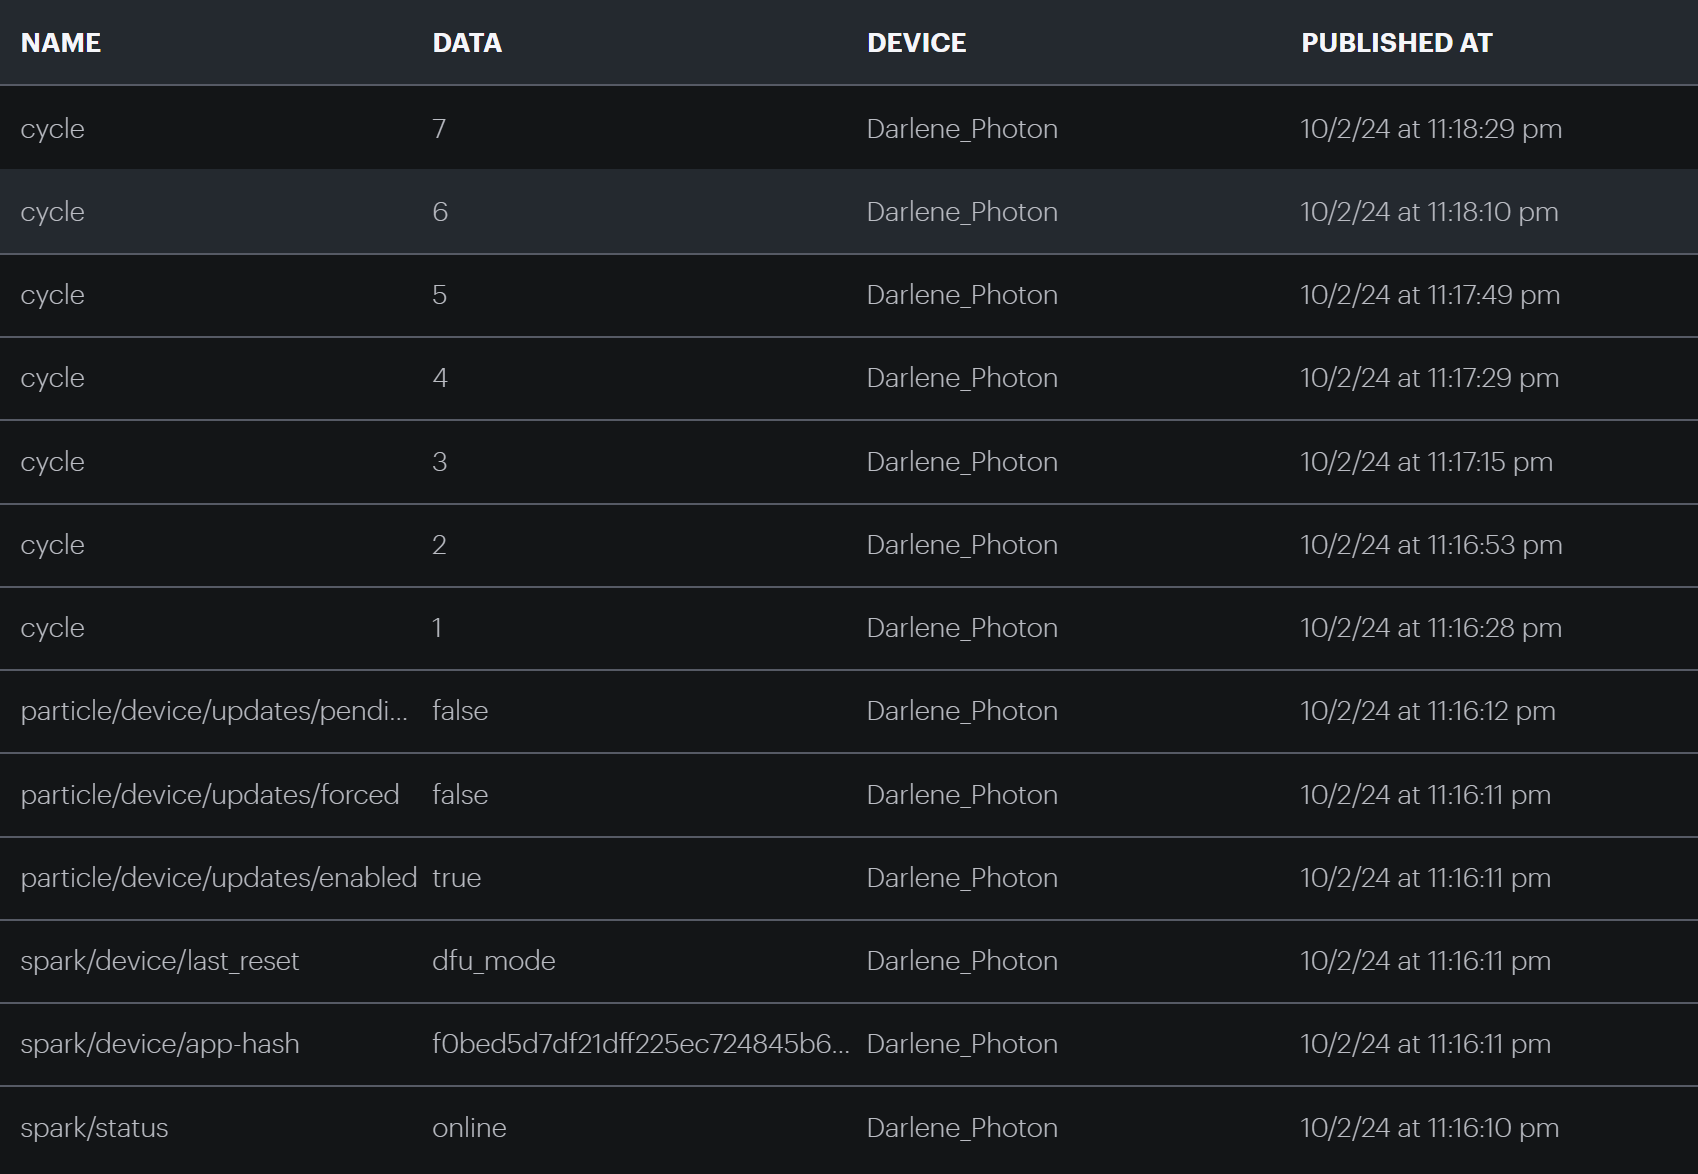 NAME DATA DEVICE PUBLISHED AT
cycle 7 Darlene_Photon 10/2/24 at 11:18:29 pm
cycle 6 Darlene_Photon 10/2/24 at 11:18:10 pm
cycle 5 Darlene_Photon 10/2/24 at 11:17:49 pm
cycle 4 Darlene_Photon 10/2/24 at 11:17:29 pm
cycle 3 Darlene_Photon 10/2/24 at 11:17:15 pm
cycle 2 Darlene_Photon 10/2/24 at 11:16:53 pm
cycle 1 Darlene_Photon 10/2/24 at 11:16:28 pm
particle/device/updates/pendi... false Darlene_Photon 10/2/24 at 11:16:12 pm
particle/device/updates/forced false Darlene_Photon 10/2/24 at 11:16:11 pm
particle/device/updates/enabled true Darlene_Photon 10/2/24 at 11:16:11 pm
spark/device/last_reset dfu_mode Darlene_Photon 10/2/24 at 11:16:11 pm
spark/device/app-hash f0bed5d7df21dff225ec724845b6... Darlene_Photon 10/2/24 at 11:16:11 pm
spark/status online Darlene_Photon 10/2/24 at 11:16:10 pm